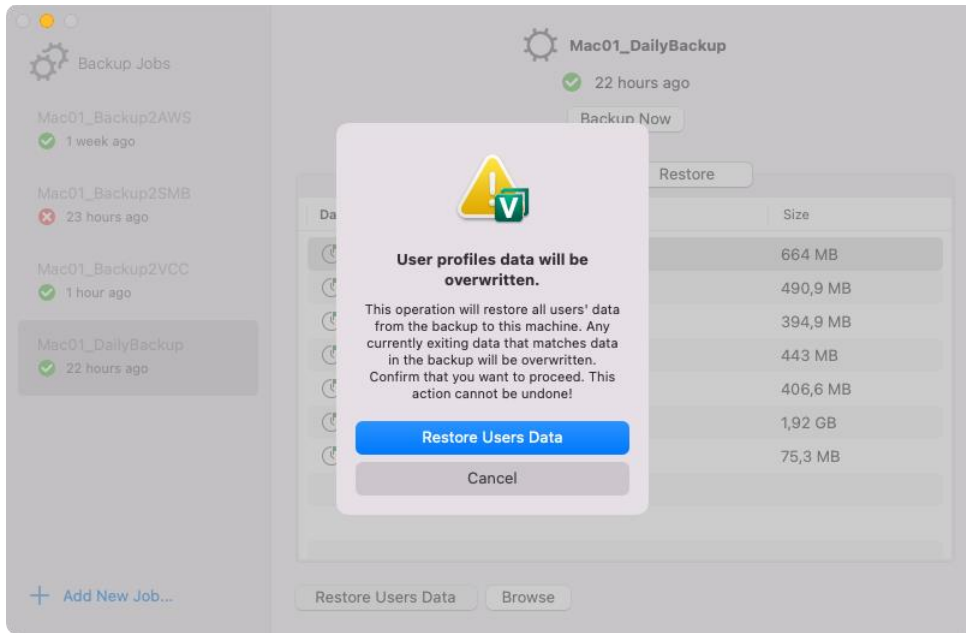 Backup Jobs
Mac01_Backup2AWS
1 week ago
Mac01_Backup2SMB
23 hours ago
Mac01_Backup2VCC
1 hour ago
Mac01_DailyBackup
22 hours ago
Add New Job...
Mac01_DailyBackup
22 hours ago
Backup Now
Restore
Da
Size
664 MB
490,9 MB
394,9 MB
443 MB
406,6 MB
1,92 GB
75,3 MB
Restore Users Data
Browse
V
User profiles data will be
overwritten.
This operation will restore all users' data
from the backup to this machine. Any
currently exiting data that matches data
in the backup will be overwritten.
Confirm that you want to proceed. This
action cannot be undone!
Restore Users Data
Cancel